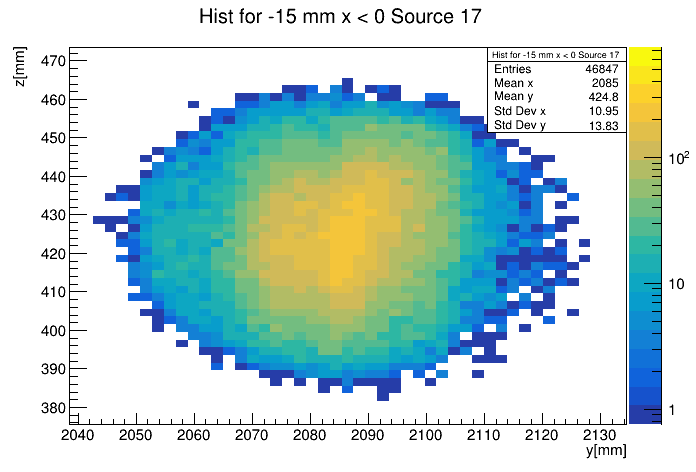 Hist for -15 mm x < 0 Source 17
z[mm]
470
460
450
440
430
420
410
400
390
380
2040 2050 2060 2070 2080 2090 2100 2110 2120 2130
y[mm]
Hist for -15 mm x < 0 Source 17
Entries 46847
Mean x 2085
Mean y 424.8
Std Dev x 10.95
Std Dev y 13.83
10²
10
1